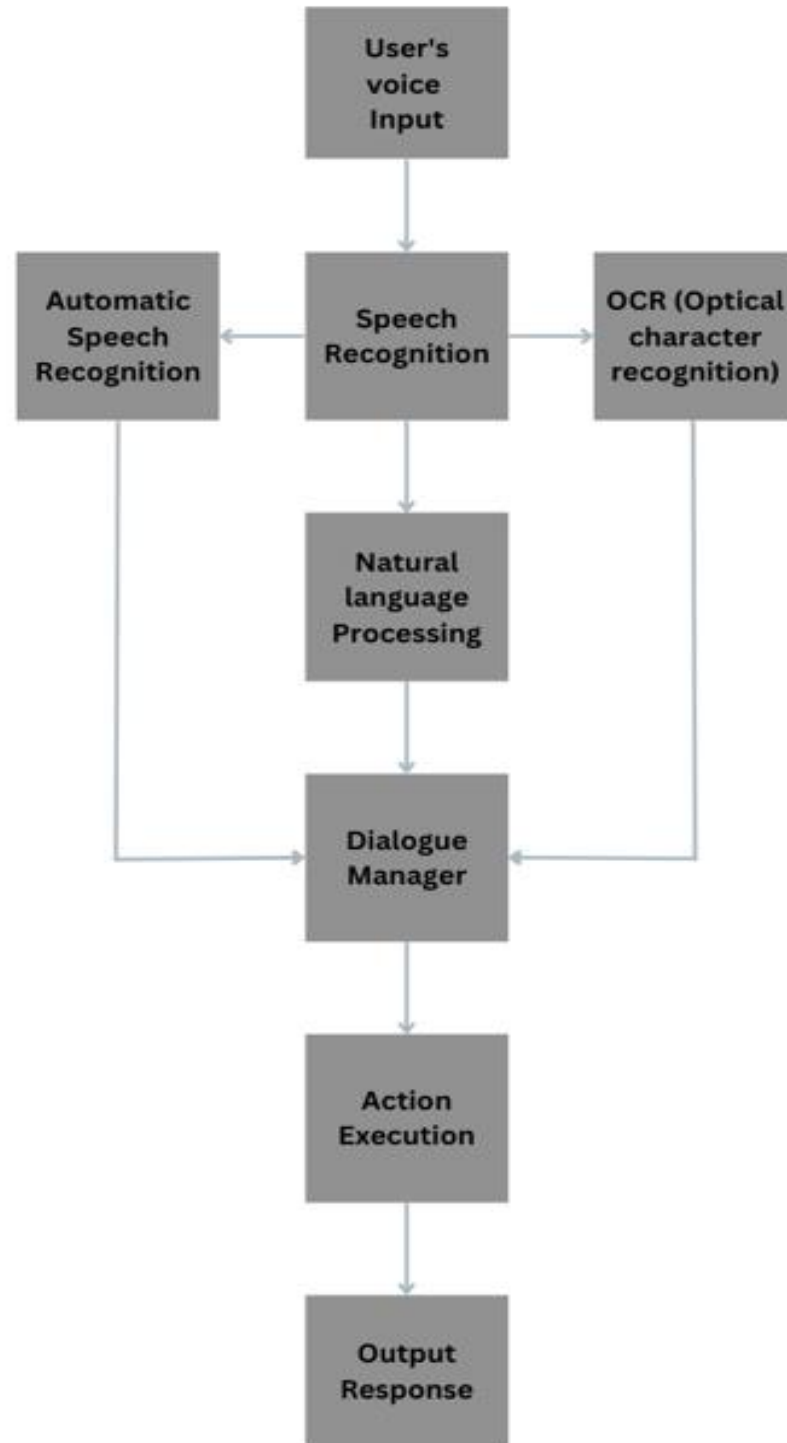 User's
voice
Input
Automatic
Speech
Recognition
Speech
Recognition
OCR (Optical
character
recognition)
Natural
language
Processing
Dialogue
Manager
Action
Execution
Output
Response